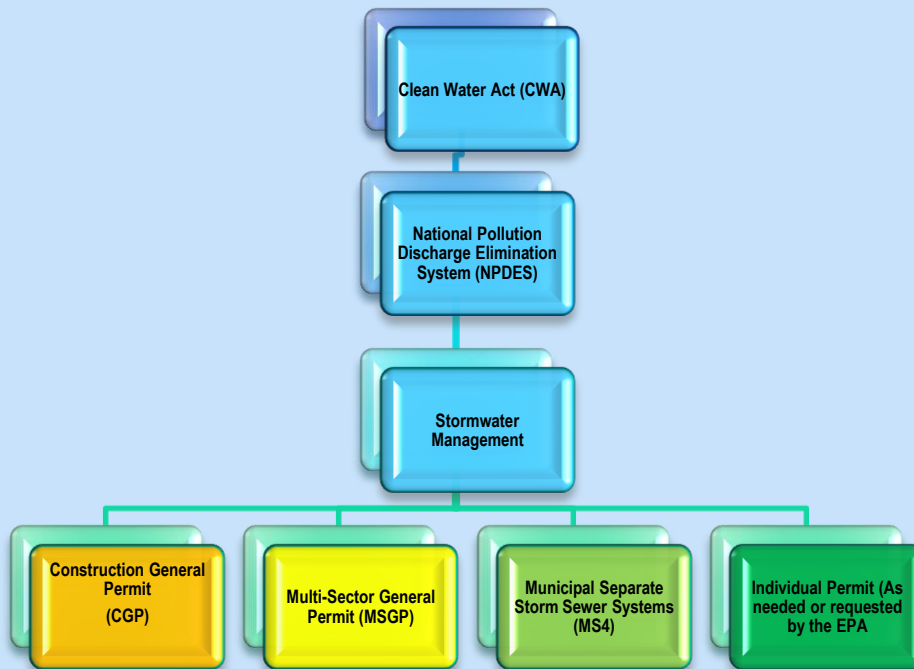 Clean Water Act (CWA)
National Pollution
Discharge Elimination
System (NPDES)
Stormwater
Management
Construction General
Permit
(CGP)
Multi-Sector General
Permit (MSGP)
Municipal Separate
Storm Sewer Systems
(MS4)
Individual Permit (As
needed or requested
by the EPA